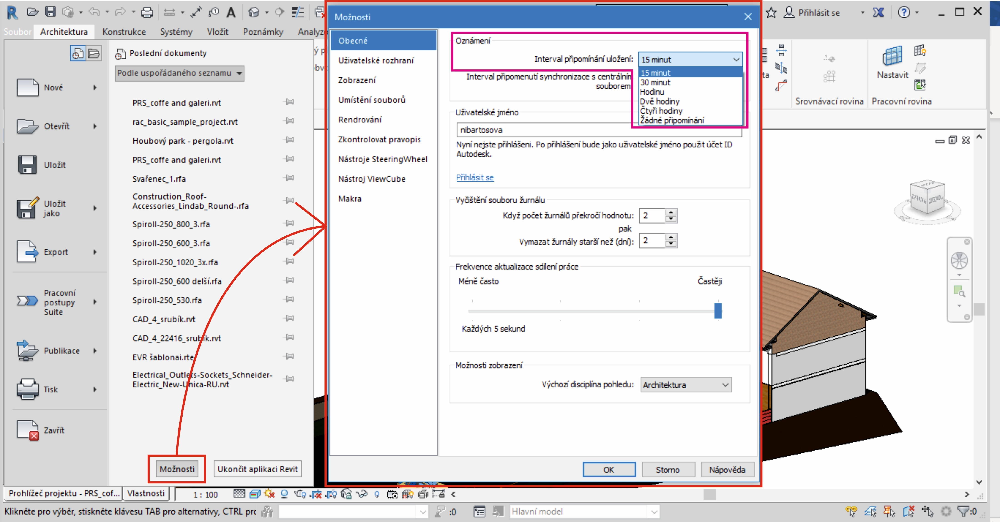 Přihlásit se
Soubor
Architektura
Konstrukce
Systémy
Vložit
Poznámky
Analyzo
Poslední dokumenty
Podle uspořádaného seznamu
Nové
Otevřít
Uložit
Uložit
jako
Export
Pracovní
postupy
Suite
Publikace
Tisk
Zavřít
PRS_coffe and galeri.rvt
rac_basic_sample_project.rvt
Houbový park - pergola.rvt
PRS_coffe and galeri.rvt
Svařenec_1.rfa
Construction_Roof-
Accessories_Lindab_Round-.rfa
Spiroll-250_800_3.rfa
Spiroll-250_600_3.rfa
Spiroll-250_1020_3x.rfa
Spiroll-250_600 delší.rfa
Spiroll-250_530.rfa
CAD_4_srubík.rvt
CAD_4_22416_srubík.rvt
EVR šablonai.rte
Electrical_Outlets-Sockets_Schneider-
Electric_New-Unica-RU.rvt
Možnosti
Ukončit aplikaci Revit
Možnosti
Obecné
Uživatelské rozhraní
Zobrazení
Umístění souborů
Rendrování
Zkontrolovat pravopis
Nástroje SteeringWheel
Nástroj ViewCube
Makra
Oznámení
Interval připomínání uložení:
15 minut
15 minut
30 minut
Hodinu
Dvě hodiny
Čtyři hodiny
Žádné připomínání
Interval připomenutí synchronizace s centrálním
souborem
Uživatelské jméno
nibartosova
Nyní nejste přihlášeni. Po přihlášení bude jako uživatelské jméno použit účet ID
Autodesk.
Přihlásit se
Vyčištění souboru žurnálu
Když počet žurnálů překročí hodnotu: 2
pak
Vymazat žurnály starší než (dní): 2
Frekvence aktualizace sdílení práce
Méně často
Častěji
Každých 5 sekund
Možnosti zobrazení
Výchozí disciplína pohledu: Architektura
OK
Storno
Nápověda
Nastavit
Srovnávací rovina
Pracovní rovina
Prohlížeč projektu - PRS_cof...
Vlastnosti
1 : 100
Klikněte pro výběr, stiskněte klávesu TAB pro alternativy, CTRL prc
:0
Hlavní model
:0